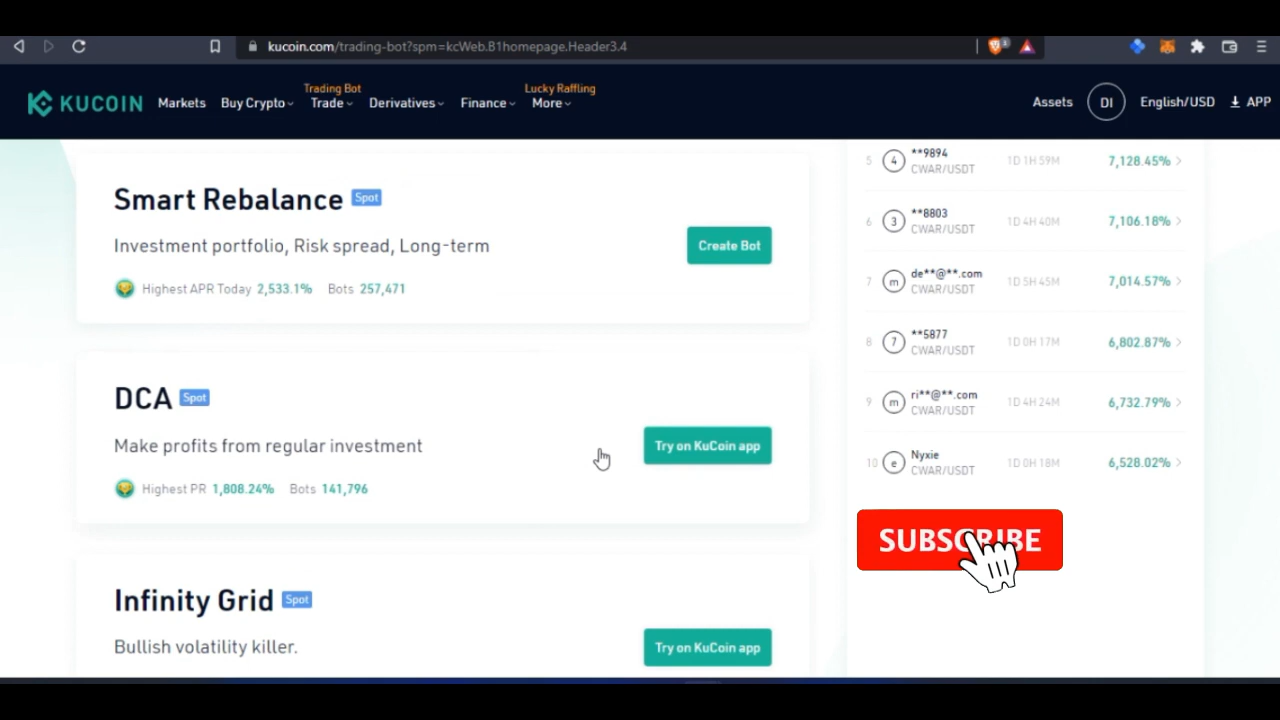 kucoin.com/trading-bot?spm=kcWeb.B1homepage.Header3.4
3
Trading Bot
Lucky Raffling
KUCOIN Markets Buy Crypto Trade Derivatives Finance More Assets DI English/USD APP
Smart Rebalance Spot
Investment portfolio, Risk spread, Long-term
Create Bot
Highest APR Today 2,533.1% Bots 257,471
DCA Spot
Make profits from regular investment
Try on KuCoin app
Highest PR 1,808.24% Bots 141,796
Infinity Grid Spot
Bullish volatility killer.
Try on KuCoin app
5 4 **9894 1D 1H 59M 7,128.45%
CWAR/USDT
6 3 **8803 1D 4H 40M 7,106.18%
CWAR/USDT
7 m de**@**.com 1D 5H 45M 7,014.57%
CWAR/USDT
8 7 **5877 1D 0H 17M 6,802.87%
CWAR/USDT
9 m ri**@**.com 1D 4H 24M 6,732.79%
CWAR/USDT
10 e Nyxie 1D 0H 18M 6,528.02%
CWAR/USDT
SUBSCRIBE